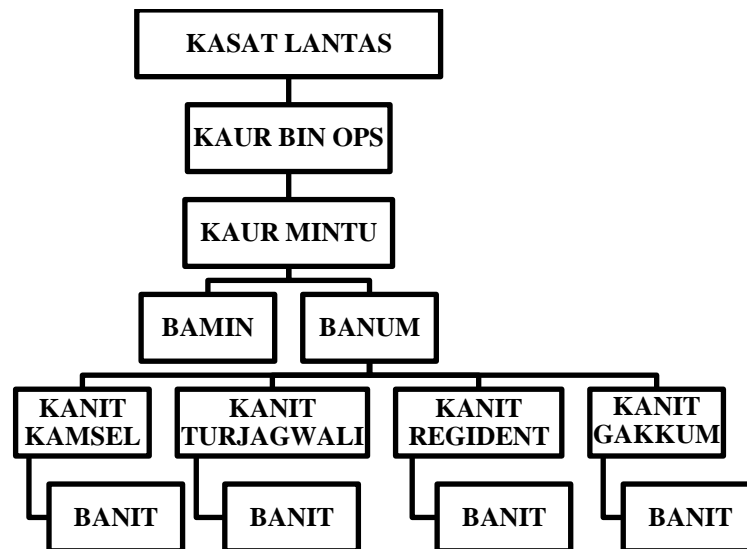 KASAT LANTAS
KAUR BIN OPS
KAUR MINTU
BAMIN
BANUM
KANIT
KAMSEL
KANIT
TURJAGWALI
KANIT
REGIDENT
KANIT
GAKKUM
BANIT
BANIT
BANIT
BANIT